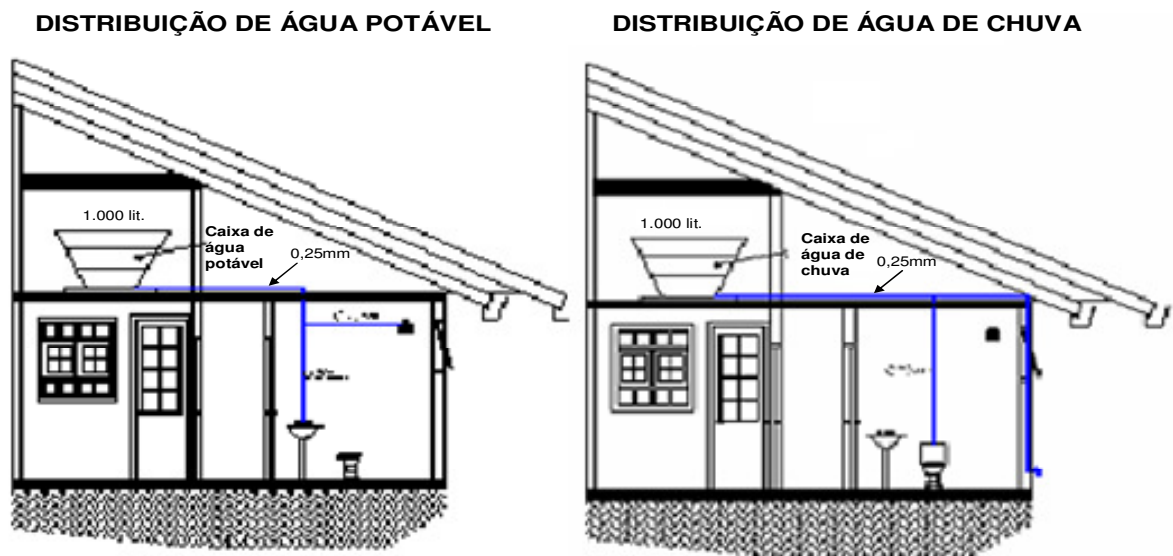 DISTRIBUIÇÃO DE ÁGUA POTÁVEL
1.000 lit.
Caixa de
água
potável
0,25mm
DISTRIBUIÇÃO DE ÁGUA DE CHUVA
1.000 lit.
Caixa de
água de
chuva
0,25mm